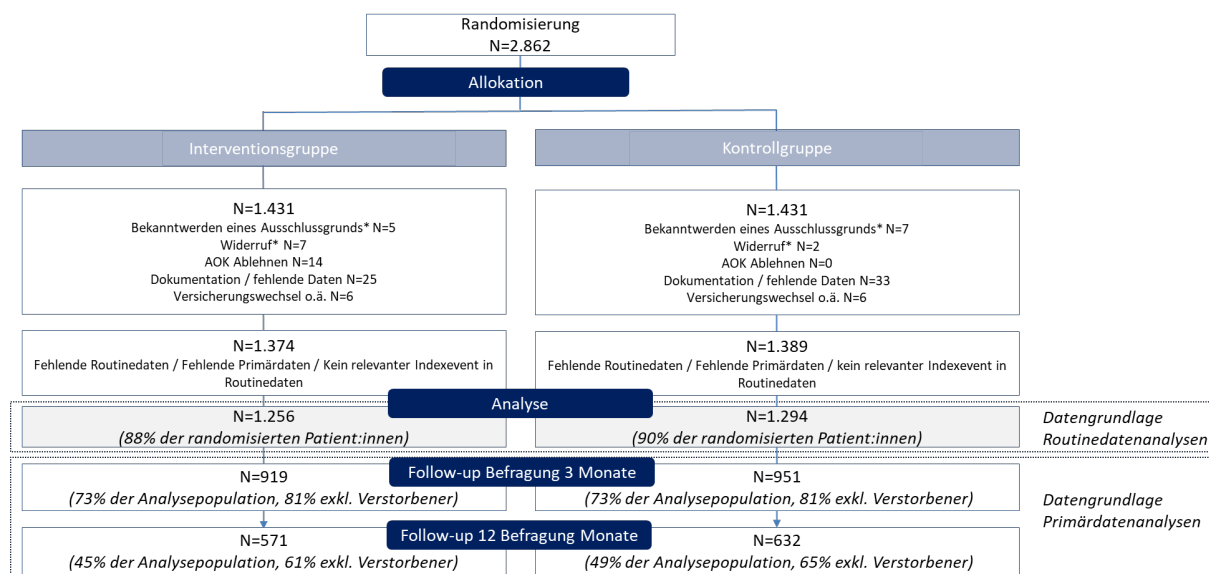 Randomisierung
N=2.862
Allokation
Interventionsgruppe
Kontrollgruppe
N=1.431
Bekanntwerden eines Ausschlussgrunds* N=5
Widerruf* N=7
AOK Ablehnen N=14
Dokumentation / fehlende Daten N=25
Versicherungswechsel o.ä. N=6
N=1.431
Bekanntwerden eines Ausschlussgrunds* N=7
Widerruf* N=2
AOK Ablehnen N=0
Dokumentation / fehlende Daten N=33
Versicherungswechsel o.ä. N=6
N=1.374
Fehlende Routinedaten / Fehlende Primärdaten / Kein relevanter Indexevent in
Routinedaten
N=1.389
Fehlende Routinedaten / Fehlende Primärdaten / kein relevanter Indexevent in
Routinedaten
Analyse
N=1.256
(88% der randomisierten Patient:innen)
N=1.294
(90% der randomisierten Patient:innen)
Datengrundlage
Routinedatenanalysen
Follow-up Befragung 3 Monate
N=919
(73% der Analysepopulation, 81% exkl. Verstorbener)
N=951
(73% der Analysepopulation, 81% exkl. Verstorbener)
Datengrundlage
Primärdatenanalysen
Follow-up 12 Befragung Monate
N=571
(45% der Analysepopulation, 61% exkl. Verstorbener)
N=632
(49% der Analysepopulation, 65% exkl. Verstorbener)